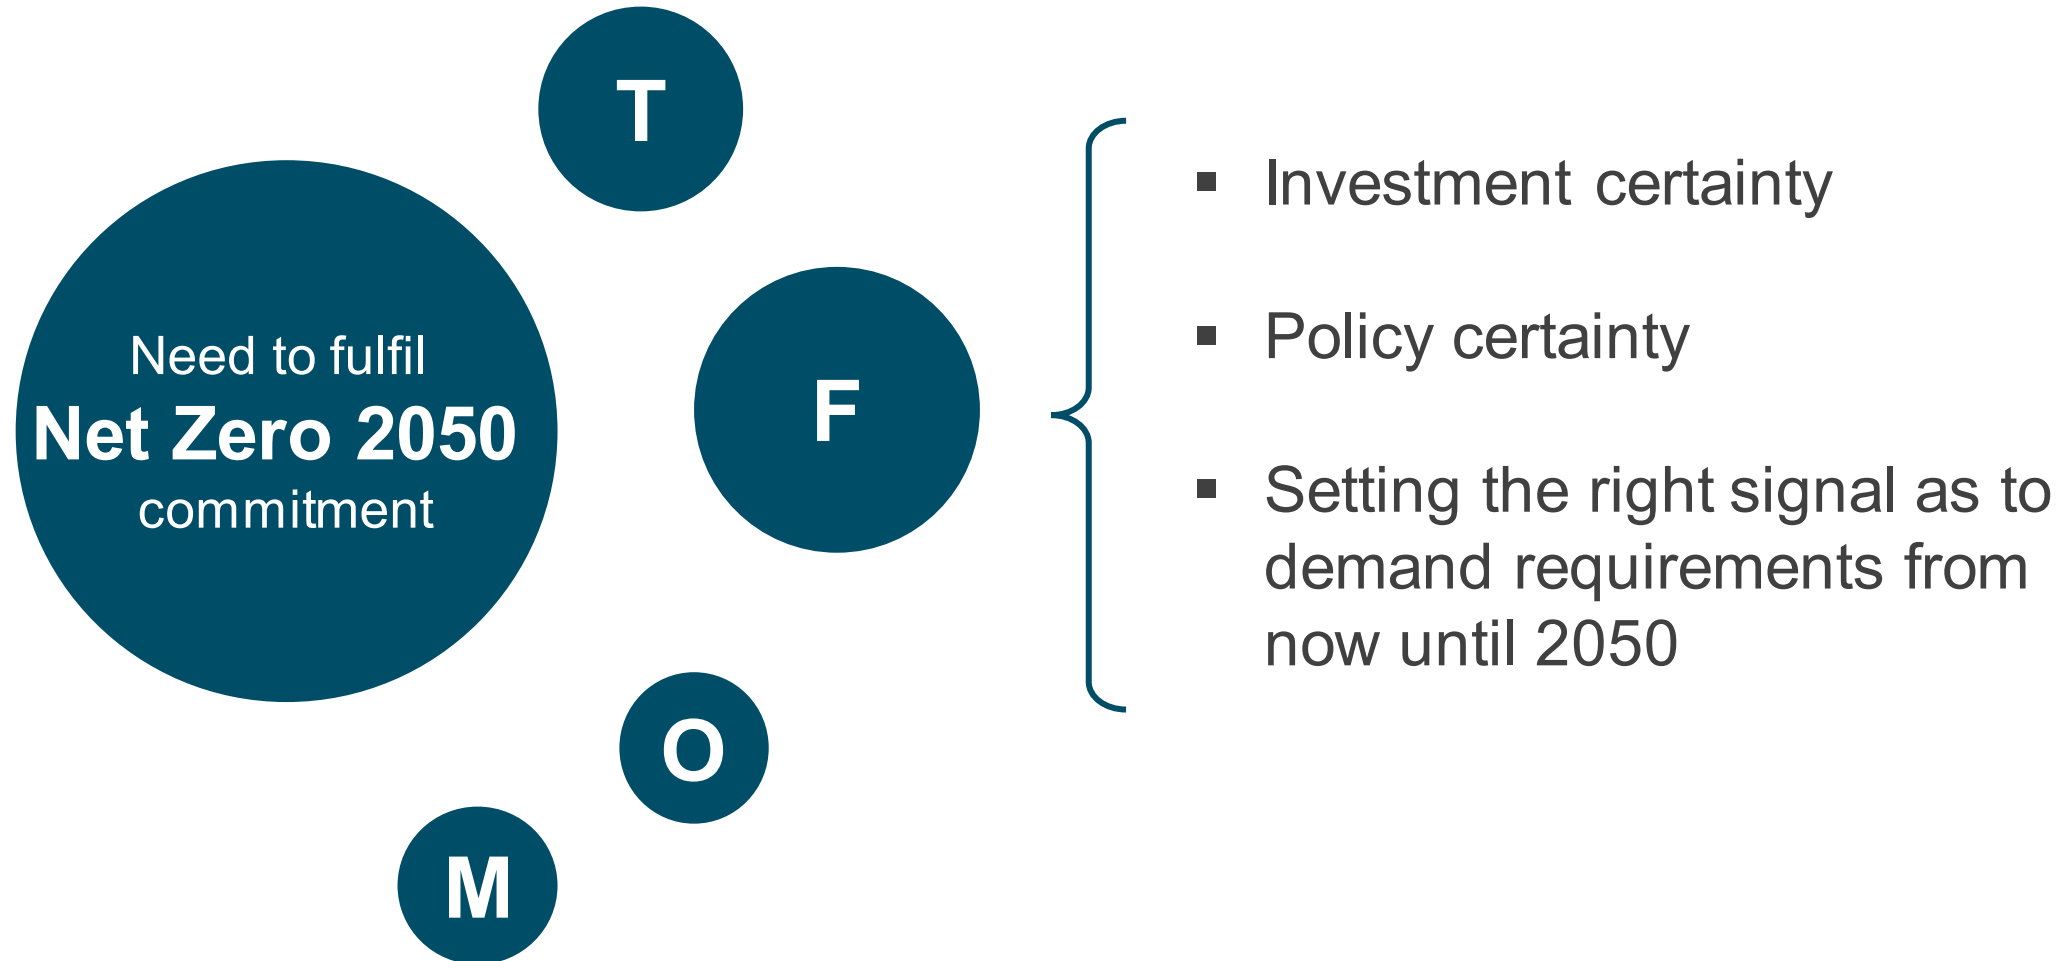 Need to fulfil
Net Zero 2050
commitment
T
F
O
M
▪ Investment certainty
▪ Policy certainty
▪ Setting the right signal as to
demand requirements from
now until 2050